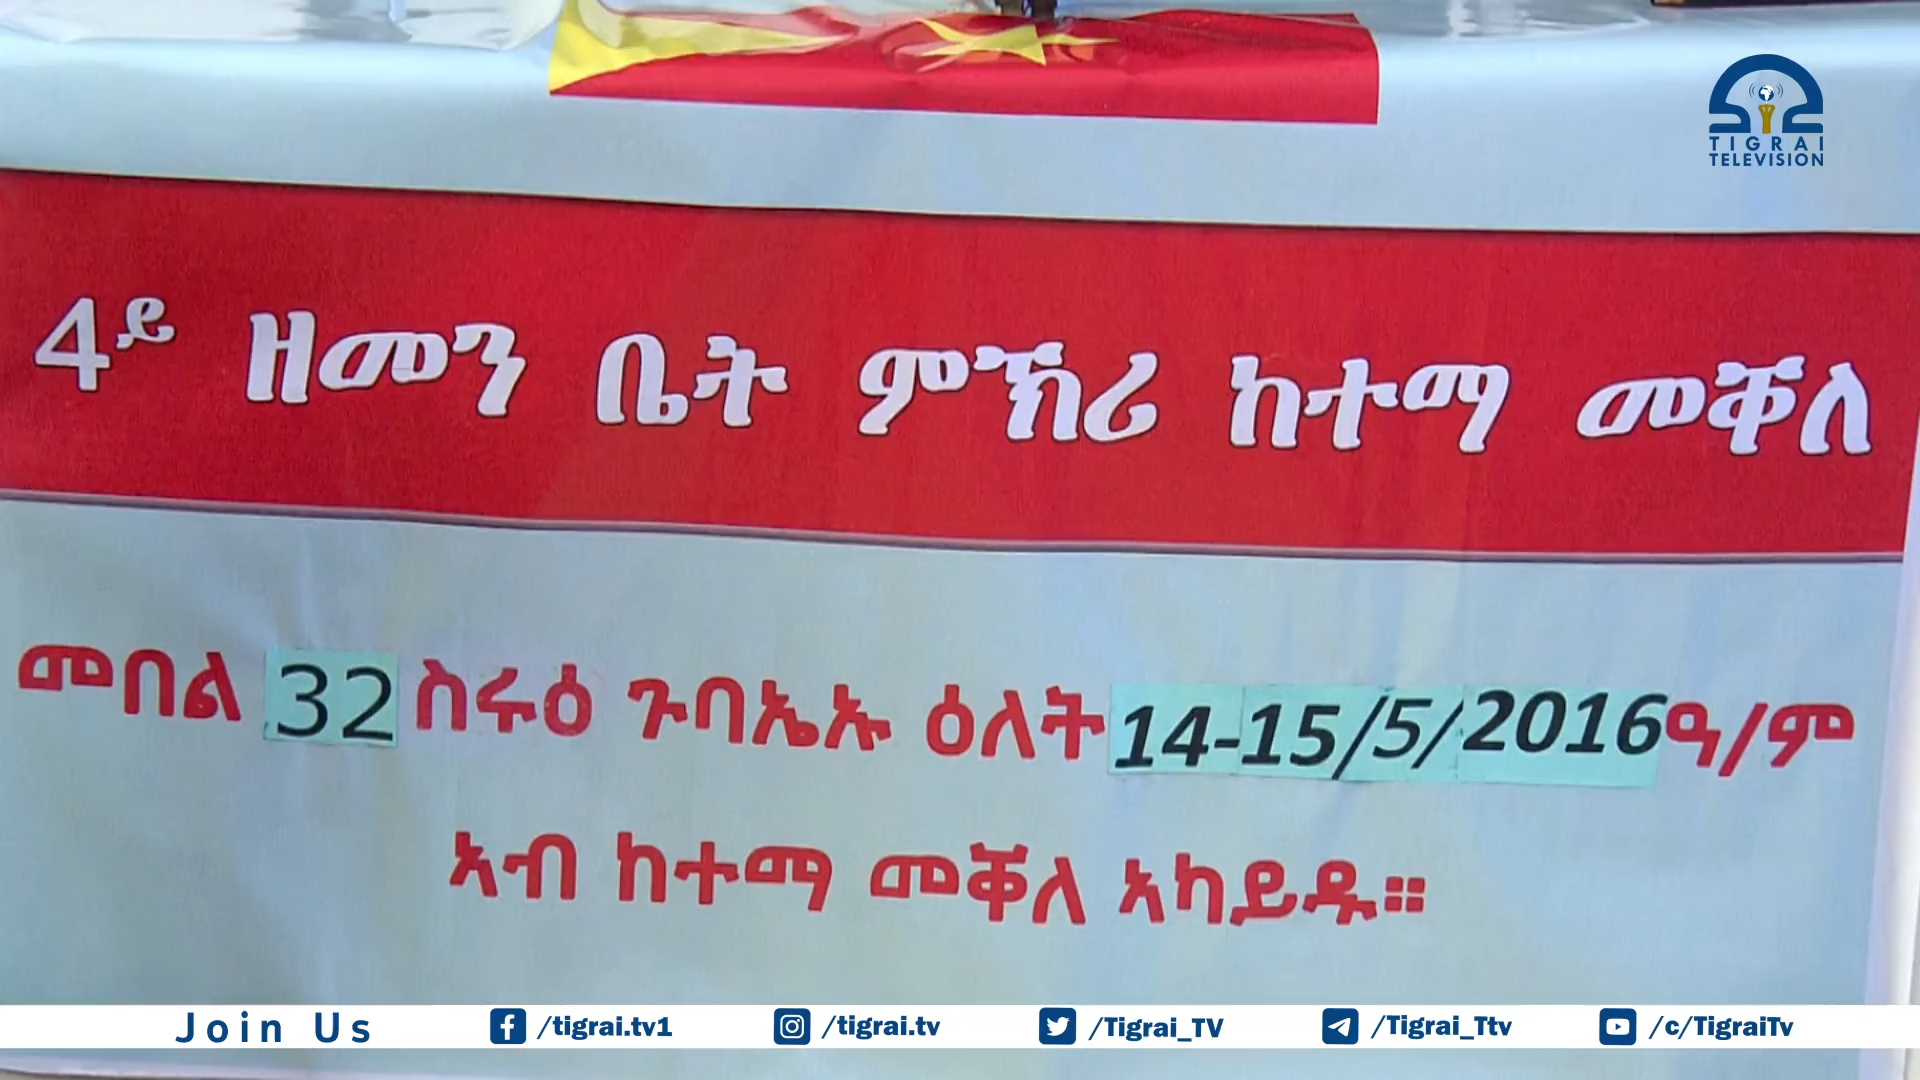 TIGRAI
TELEVISION
4ይ ዘመን ቤት ምኽሪ ከተማ መቐለ
መበል 32 ስሩዕ ጉባኤኡ ዕለት 14-15/5/2016ዓ/ም
ኣብ ከተማ መቐለ ኣካይዱ።
Join Us /tigrai.tv1 /tigrai.tv /Tigrai_TV /Tigrai_Ttv /c/TigraiTv